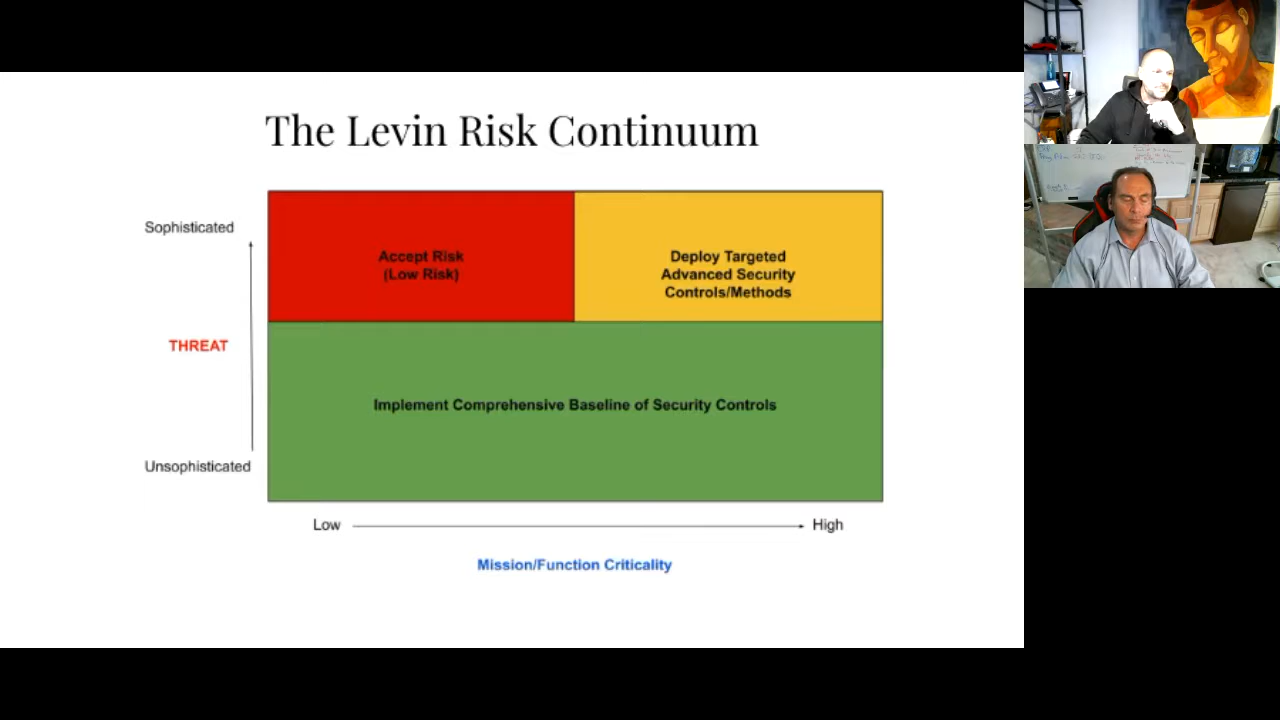 The Levin Risk Continuum
Sophisticated
Accept Risk
(Low Risk)
Deploy Targeted
Advanced Security
Controls/Methods
THREAT
Implement Comprehensive Baseline of Security Controls
Unsophisticated
Low
High
Mission/Function Criticality